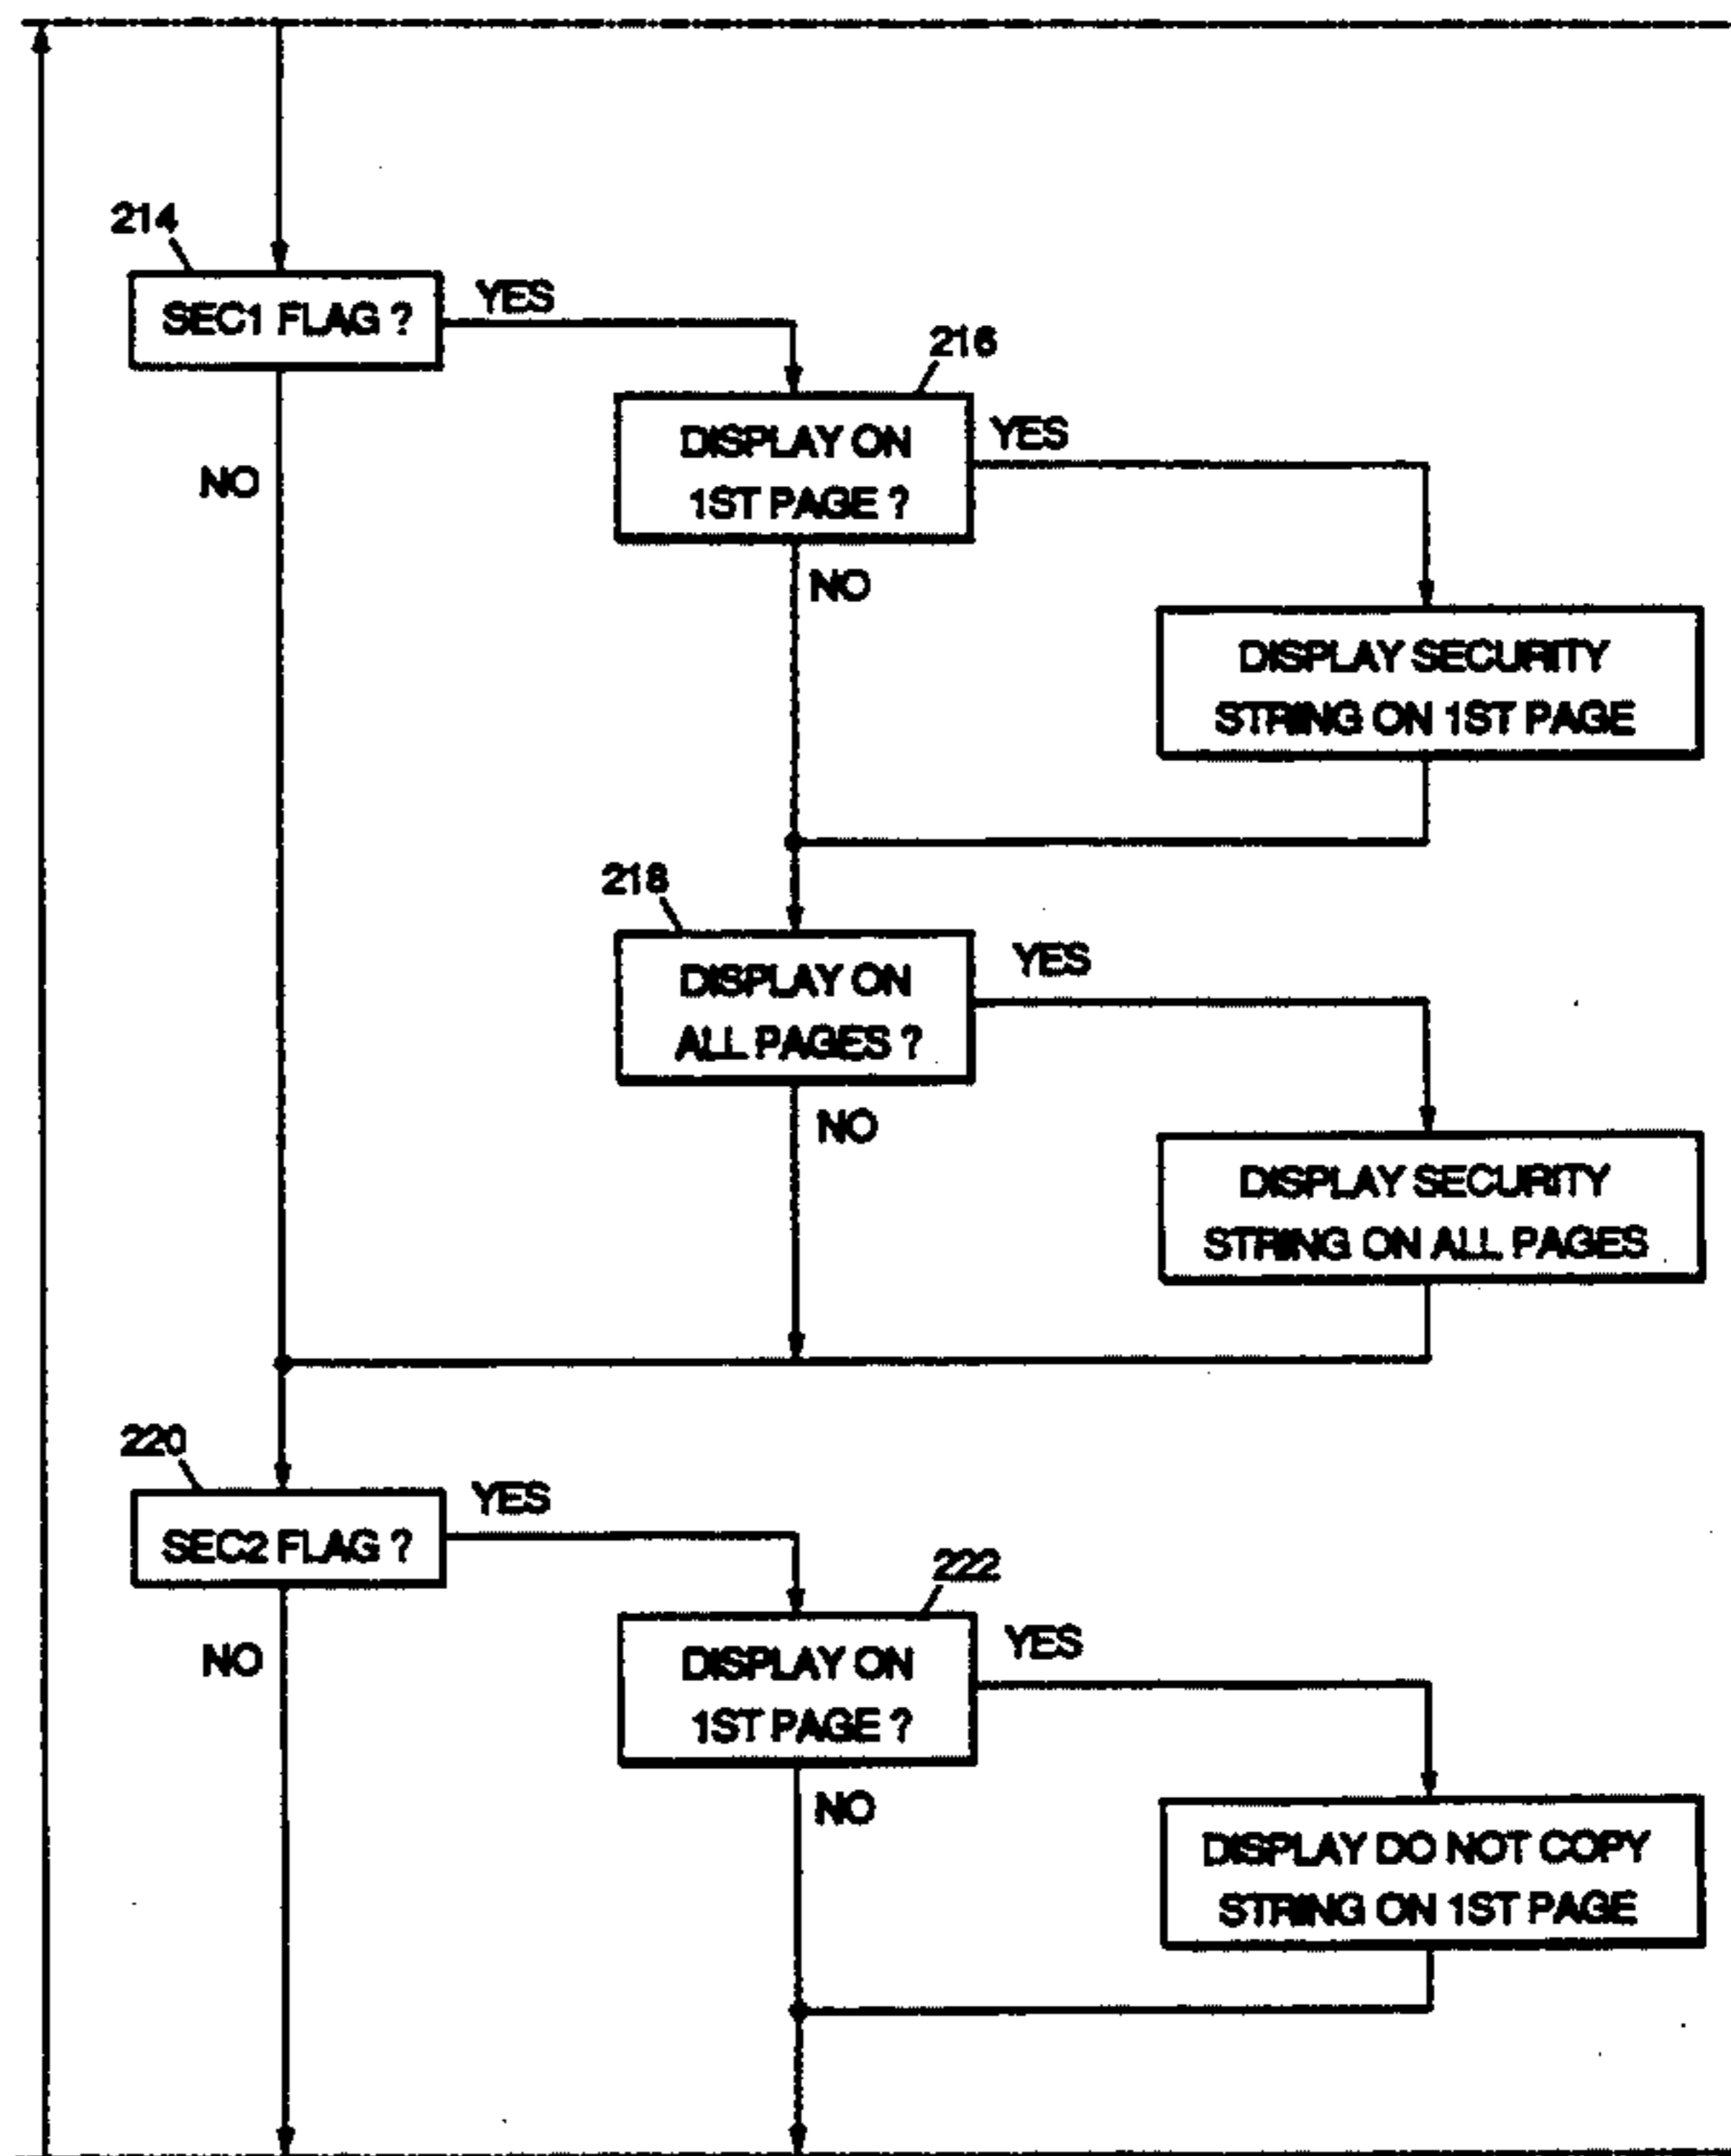 214
SEC1 FLAG ?
YES
216
DISPLAY ON
1ST PAGE ?
YES
NO
NO
DISPLAY SECURITY
STRING ON 1ST PAGE
218
DISPLAY ON
ALL PAGES ?
YES
NO
DISPLAY SECURITY
STRING ON ALL PAGES
220
SEC2 FLAG ?
YES
222
NO
DISPLAY ON
1ST PAGE ?
YES
NO
DISPLAY DO NOT COPY
STRING ON 1ST PAGE